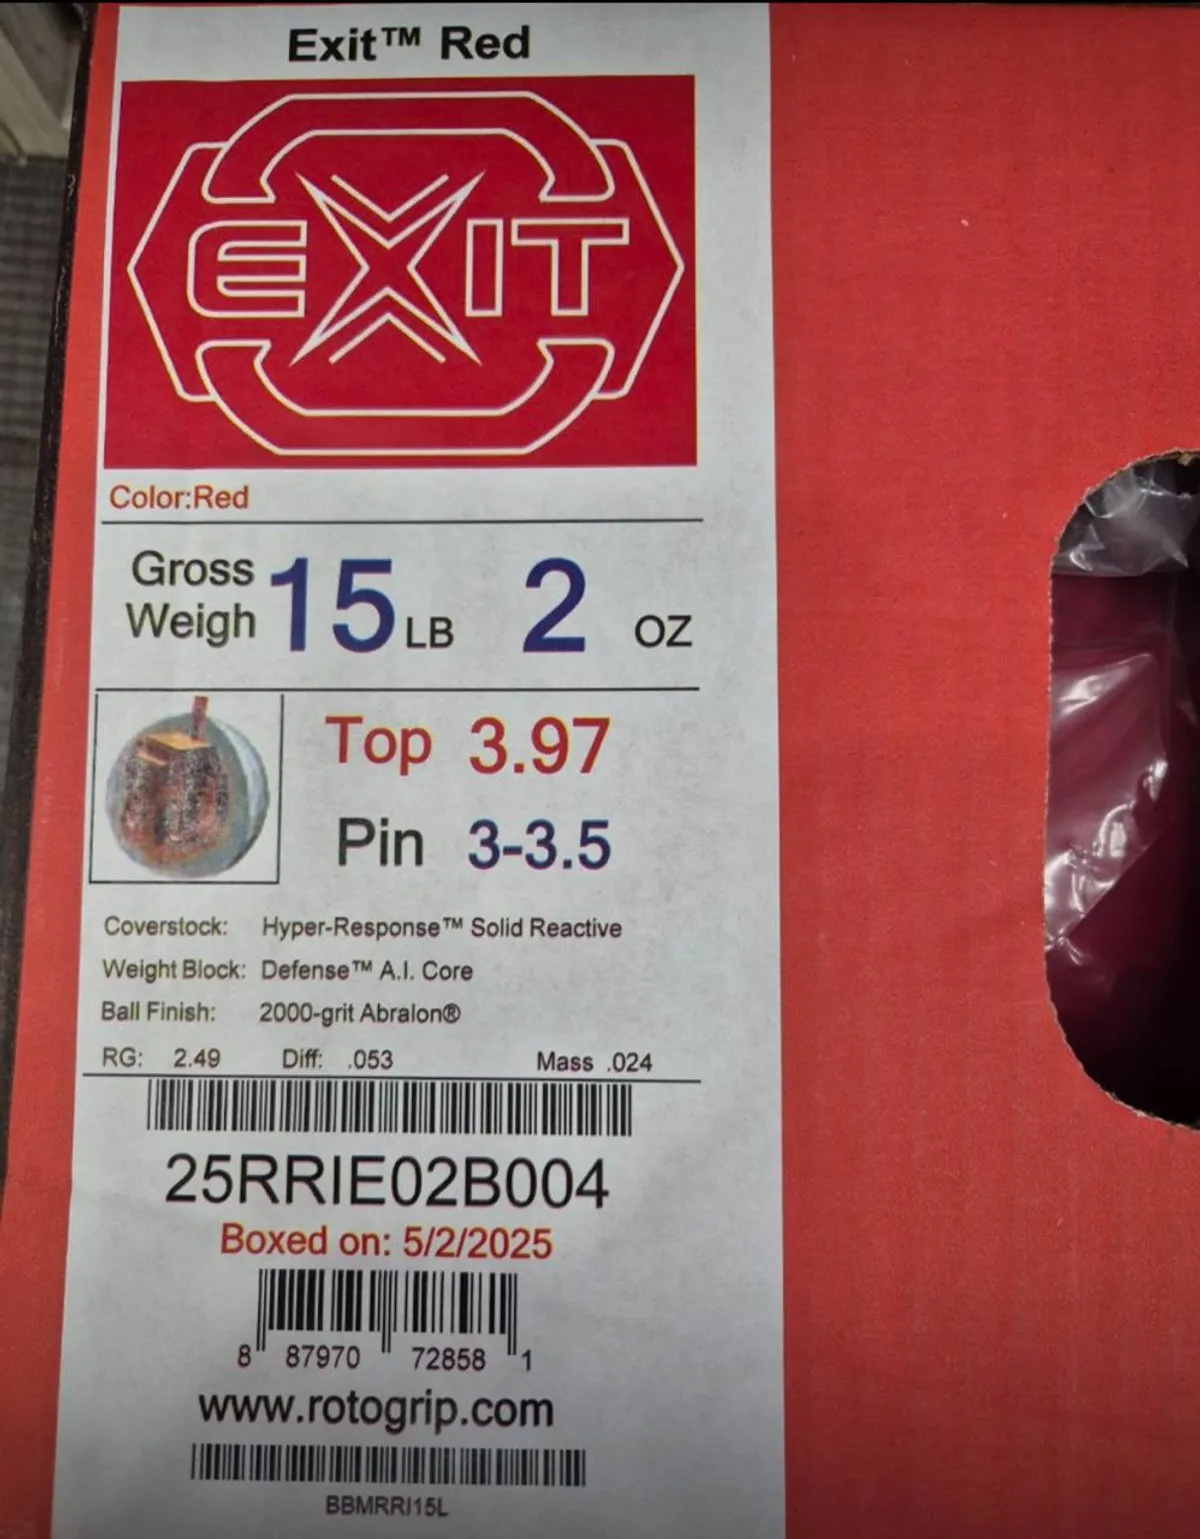 Exit™ Red
EXIT
Color:Red
Gross
Weigh 15 LB 2 OZ
Top 3.97
Pin 3-3.5
Coverstock: Hyper-Response™ Solid Reactive
Weight Block: Defense™ A.I. Core
Ball Finish: 2000-grit Abralon®
RG: 2.49 Diff: .053 Mass .024
25RRIE02B004
Boxed on: 5/2/2025
8 87970 72858 1
www.rotogrip.com
BBMRRI15L